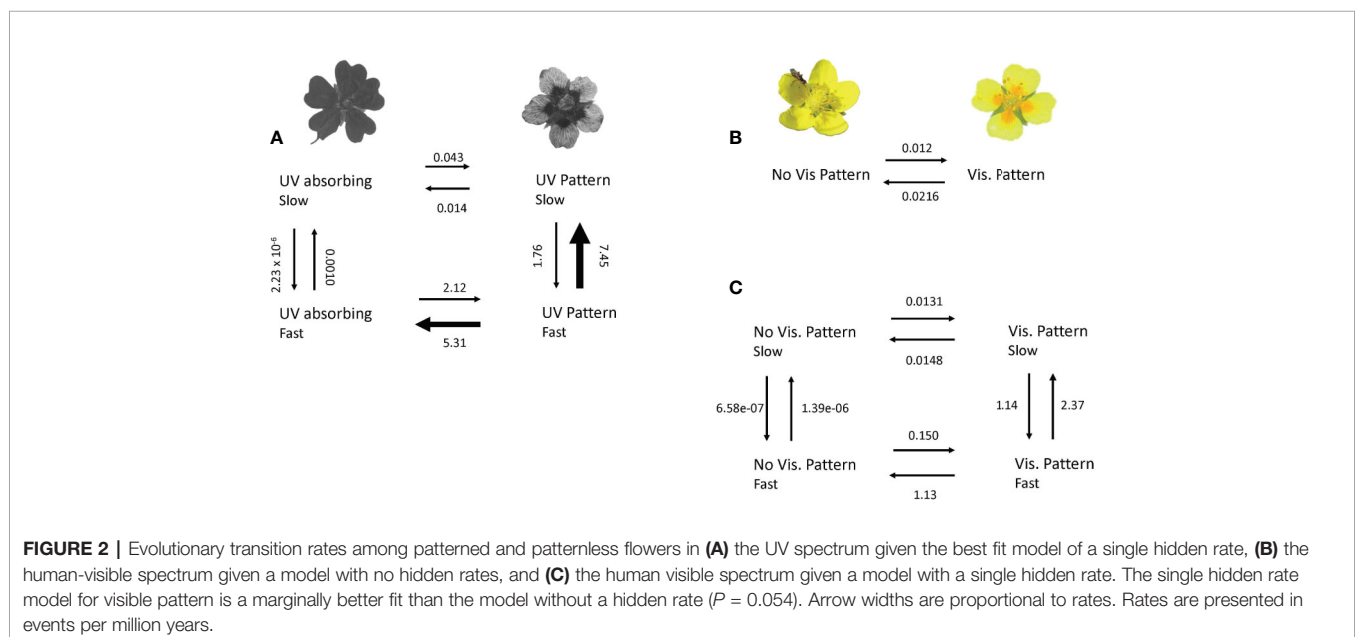 A
0.043
UV absorbing
Slow
UV Pattern
Slow
0.014
2.23 x 10⁻⁶
0.0010
1.76
7.45
2.12
UV absorbing
Fast
UV Pattern
Fast
5.31
B
0.012
No Vis Pattern
Vis. Pattern
0.0216
C
0.0131
No Vis. Pattern
Slow
Vis. Pattern
Slow
0.0148
6.58e-07
1.39e-06
1.14
2.37
0.150
No Vis. Pattern
Fast
Vis. Pattern
Fast
1.13
FIGURE 2 | Evolutionary transition rates among patterned and patternless flowers in (A) the UV spectrum given the best fit model of a single hidden rate, (B) the
human-visible spectrum given a model with no hidden rates, and (C) the human visible spectrum given a model with a single hidden rate. The single hidden rate
model for visible pattern is a marginally better fit than the model without a hidden rate (P = 0.054). Arrow widths are proportional to rates. Rates are presented in
events per million years.